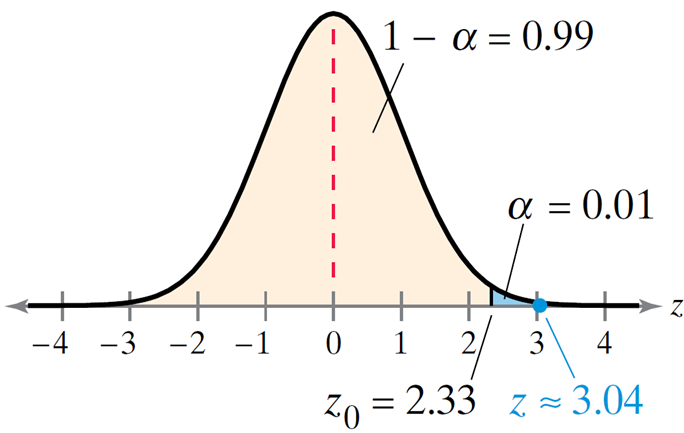 1 − α = 0.99
α = 0.01
z
−4 −3 −2 −1 0 1 2 3 4
z₀ = 2.33 z ≈ 3.04